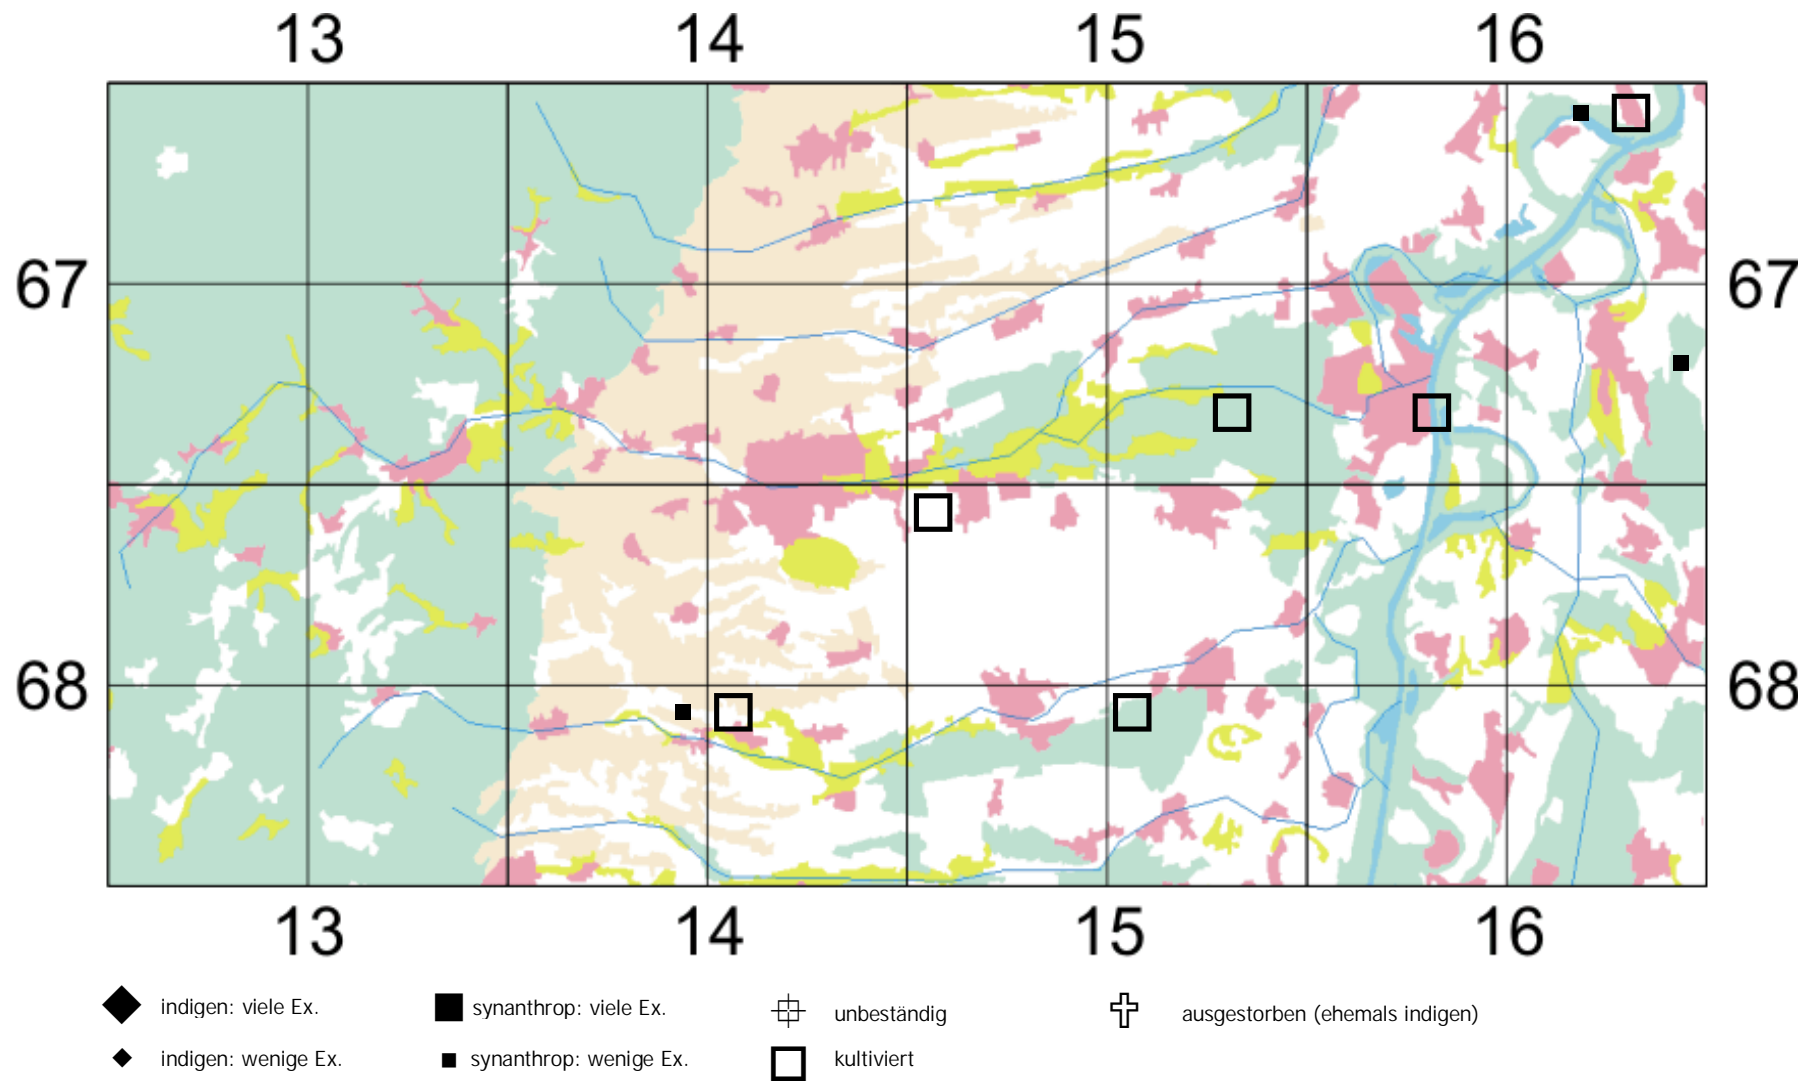 13 14 15 16
67 67
68 68
13 14 15 16
indigen: viele Ex. synanthrop: viele Ex. unbeständig ausgestorben (ehemals indigen)
indigen: wenige Ex. synanthrop: wenige Ex. kultiviert